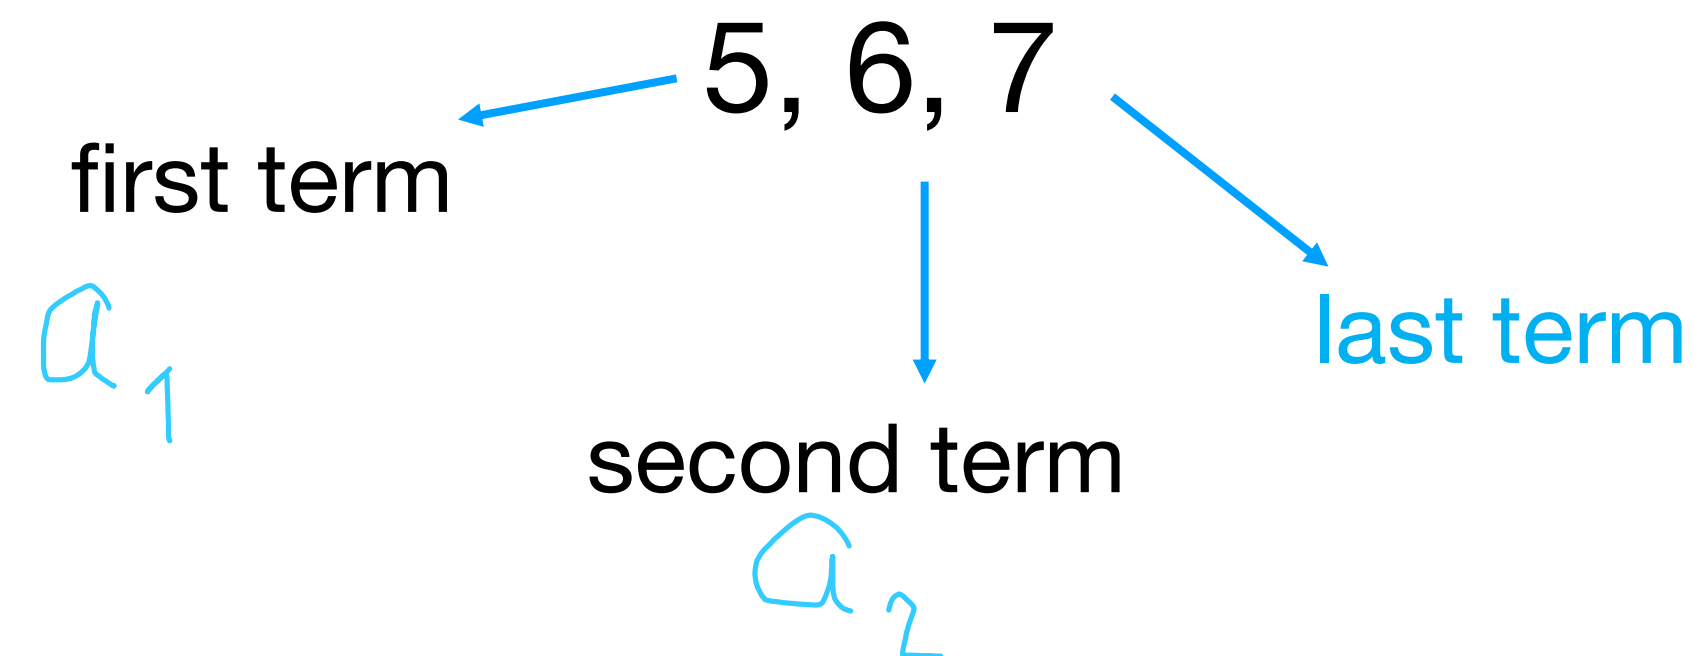 5, 6, 7
first term
a1
last term
second term
a2